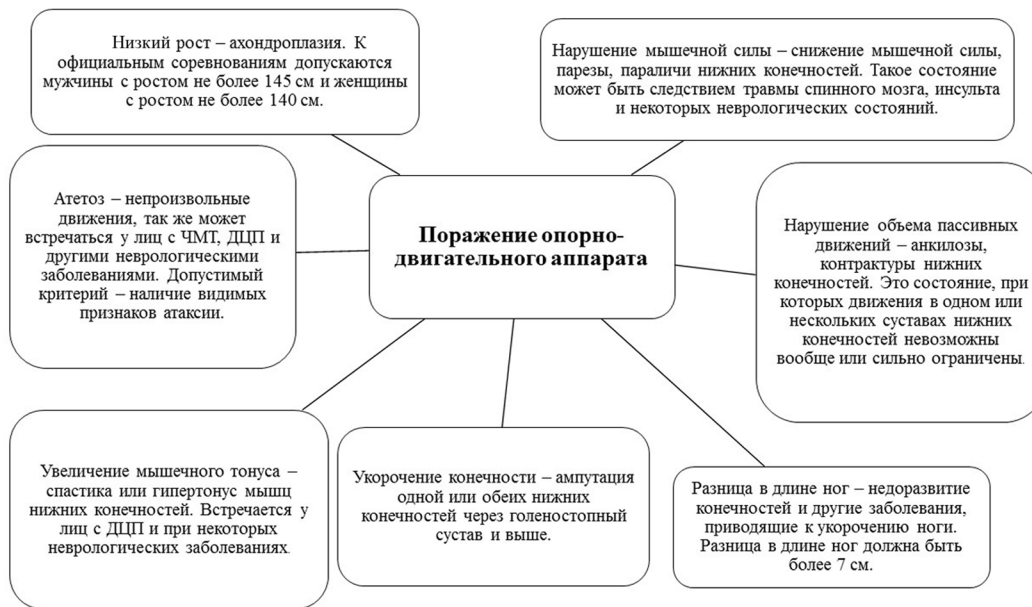 Низкий рост – ахондроплазия. К
официальным соревнованиям допускаются
мужчины с ростом не более 145 см и женщины
с ростом не более 140 см.
Нарушение мышечной силы – снижение мышечной силы,
парезы, параличи нижних конечностей. Такое состояние
может быть следствием травмы спинного мозга, инсульта
и некоторых неврологических состояний.
Атетоз – непроизвольные
движения, так же может
встречаться у лиц с ЧМТ, ДЦП и
другими неврологическими
заболеваниями. Допустимый
критерий – наличие видимых
признаков атаксии.
Поражение опорно-
двигательного аппарата
Нарушение объема пассивных
движений – анкилозы,
контрактуры нижних
конечностей. Это состояние, при
которых движения в одном или
нескольких суставах нижних
конечностей невозможны
вообще или сильно ограничены.
Увеличение мышечного тонуса –
спастика или гипертонус мышц
нижних конечностей. Встречается у
лиц с ДЦП и при некоторых
неврологических заболеваниях.
Укорочение конечности – ампутация
одной или обеих нижних
конечностей через голеностопный
сустав и выше.
Разница в длине ног – недоразвитие
конечностей и другие заболевания,
приводящие к укорочению ноги.
Разница в длине ног должна быть
более 7 см.